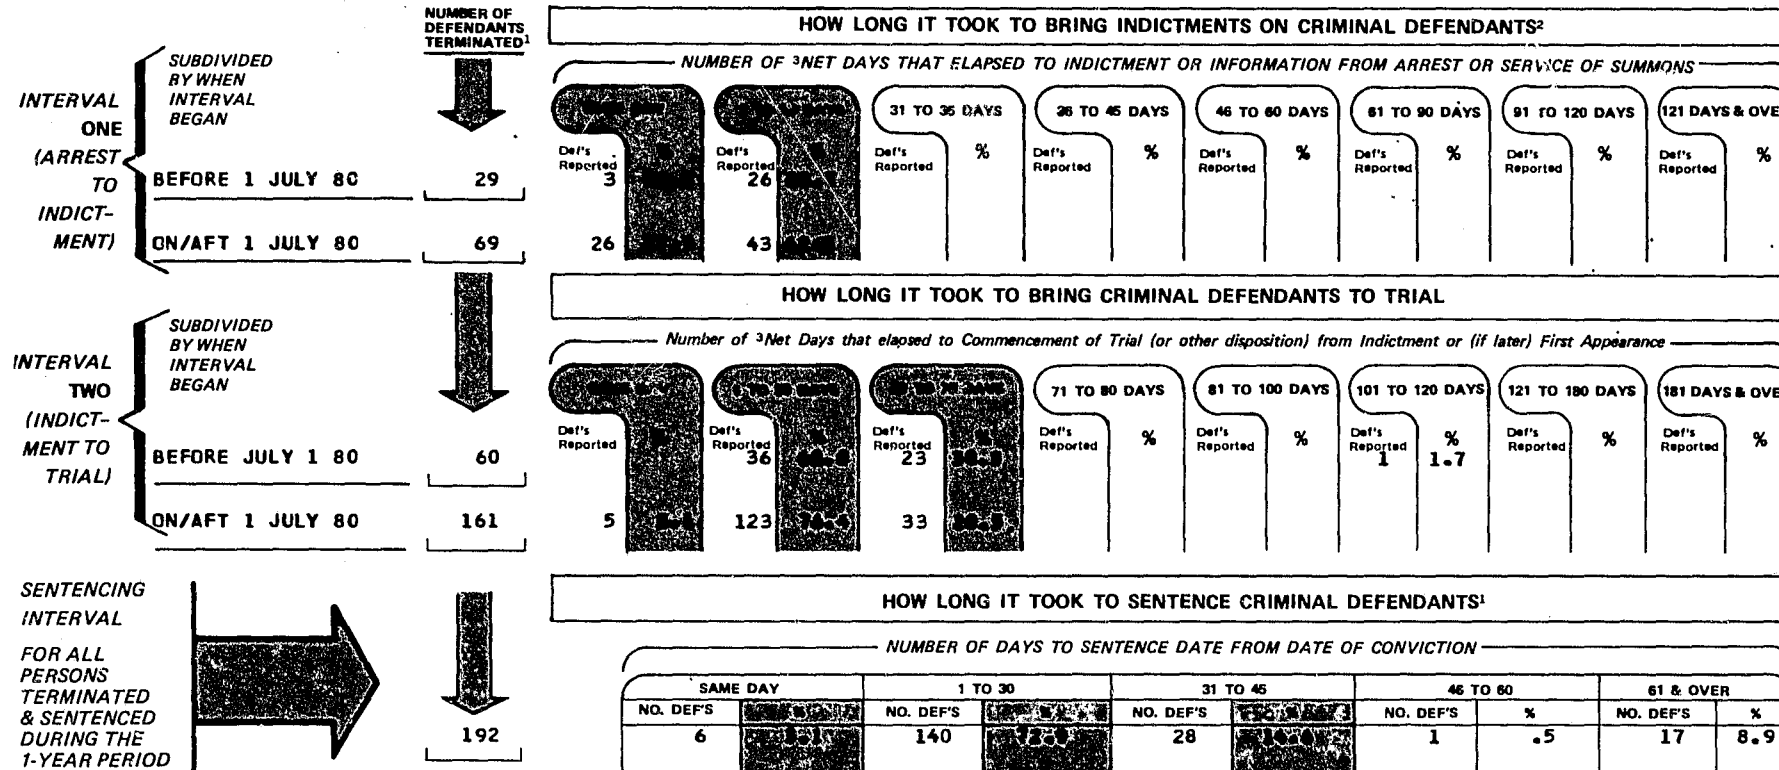 NUMBER OF
DEFENDANTS
TERMINATED¹
HOW LONG IT TOOK TO BRING INDICTMENTS ON CRIMINAL DEFENDANTS²
NUMBER OF ³NET DAYS THAT ELAPSED TO INDICTMENT OR INFORMATION FROM ARREST OR SERVICE OF SUMMONS
INTERVAL
ONE
(ARREST
TO
INDICT-
MENT)
SUBDIVIDED
BY WHEN
INTERVAL
BEGAN
31 TO 35 DAYS 36 TO 45 DAYS 46 TO 60 DAYS 61 TO 90 DAYS 91 TO 120 DAYS 121 DAYS & OVE
Def's Reported % Def's Reported % Def's Reported % Def's Reported % Def's Reported % Def's Reported % Def's Reported % Def's Reported %
BEFORE 1 JULY 80 29 3 26
ON/AFT 1 JULY 80 69 26 43
HOW LONG IT TOOK TO BRING CRIMINAL DEFENDANTS TO TRIAL
Number of ³Net Days that elapsed to Commencement of Trial (or other disposition) from Indictment or (if later) First Appearance
INTERVAL
TWO
(INDICT-
MENT TO
TRIAL)
SUBDIVIDED
BY WHEN
INTERVAL
BEGAN
71 TO 80 DAYS 81 TO 100 DAYS 101 TO 120 DAYS 121 TO 180 DAYS 181 DAYS & OVE
Def's Reported % Def's Reported % Def's Reported % Def's Reported % Def's Reported % Def's Reported % Def's Reported % Def's Reported %
BEFORE JULY 1 80 60 36 23 1 1.7
ON/AFT 1 JULY 80 161 5 123 33
SENTENCING
INTERVAL
FOR ALL
PERSONS
TERMINATED
& SENTENCED
DURING THE
1-YEAR PERIOD
HOW LONG IT TOOK TO SENTENCE CRIMINAL DEFENDANTS¹
NUMBER OF DAYS TO SENTENCE DATE FROM DATE OF CONVICTION
SAME DAY 1 TO 30 31 TO 45 46 TO 60 61 & OVER
NO. DEF'S NO. DEF'S NO. DEF'S NO. DEF'S % NO. DEF'S %
192 6 140 28 1 .5 17 8.9